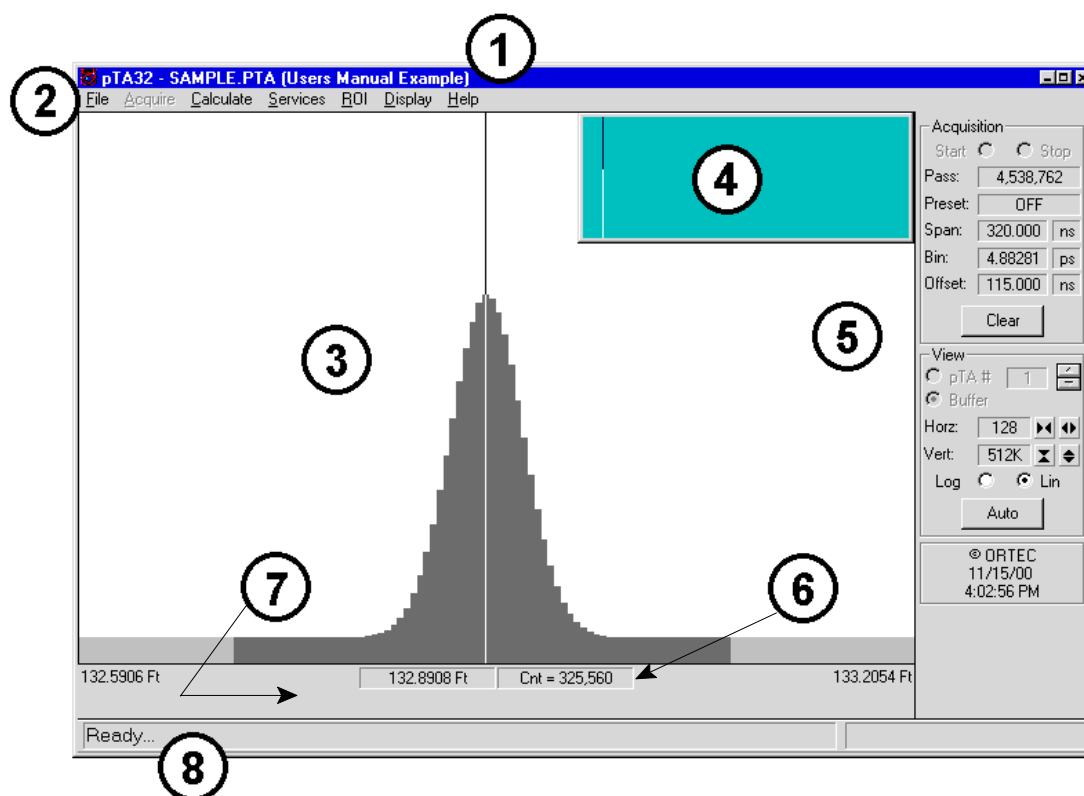 1
pTA32 - SAMPLE.PTA (Users Manual Example)
2
File Acquire Calculate Services ROI Display Help
3
4
5
Acquisition
Start Stop
Pass: 4,538,762
Preset: OFF
Span: 320.000 ns
Bin: 4.88281 ps
Offset: 115.000 ns
Clear
View
pTA # 1
Buffer
Horz: 128
Vert: 512K
Log Lin
Auto
© ORTEC
11/15/00
4:02:56 PM
7
6
132.5906 Ft 132.8908 Ft Cnt = 325,560 133.2054 Ft
Ready...
8